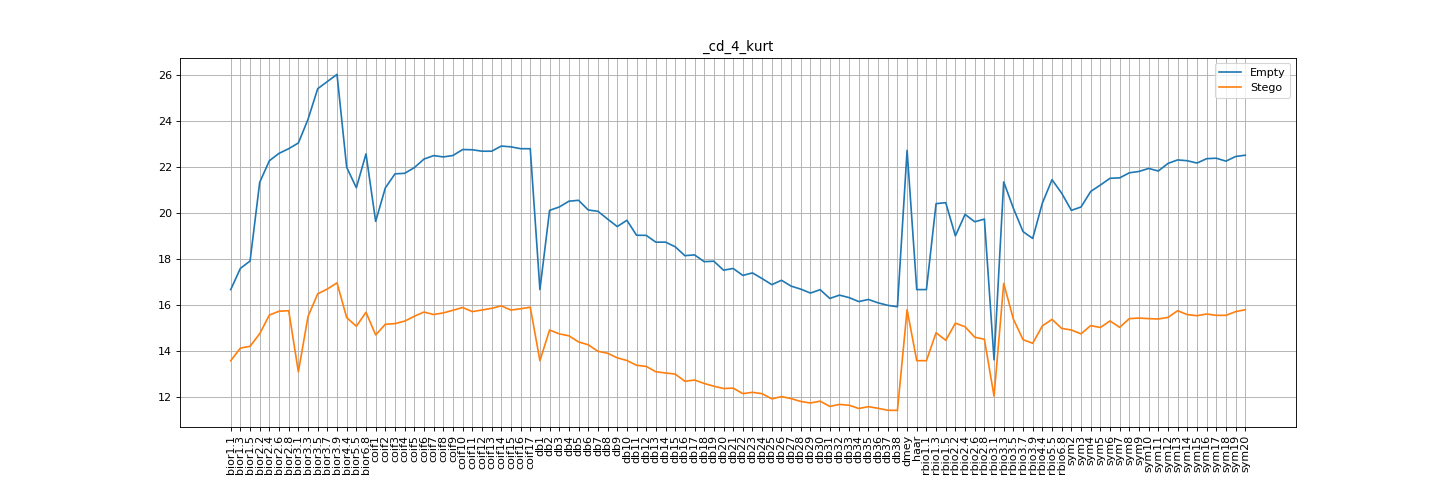 _cd_4_kurt
Empty
Stego
26
24
22
20
18
16
14
12
bior1.1
bior1.3
bior1.5
bior2.2
bior2.4
bior2.6
bior2.8
bior3.1
bior3.3
bior3.5
bior3.7
bior3.9
bior4.4
bior5.5
bior6.8
coif1
coif2
coif3
coif4
coif5
coif6
coif7
coif8
coif9
coif10
coif11
coif12
coif13
coif14
coif15
coif16
coif17
db1
db2
db3
db4
db5
db6
db7
db8
db9
db10
db11
db12
db13
db14
db15
db16
db17
db18
db19
db20
db21
db22
db23
db24
db25
db26
db27
db28
db29
db30
db31
db32
db33
db34
db35
db36
db37
db38
dmey
haar
rbio1.1
rbio1.3
rbio1.5
rbio2.2
rbio2.4
rbio2.6
rbio2.8
rbio3.1
rbio3.3
rbio3.5
rbio3.7
rbio3.9
rbio4.4
rbio5.5
rbio6.8
sym2
sym3
sym4
sym5
sym6
sym7
sym8
sym9
sym10
sym11
sym12
sym13
sym14
sym15
sym16
sym17
sym18
sym19
sym20